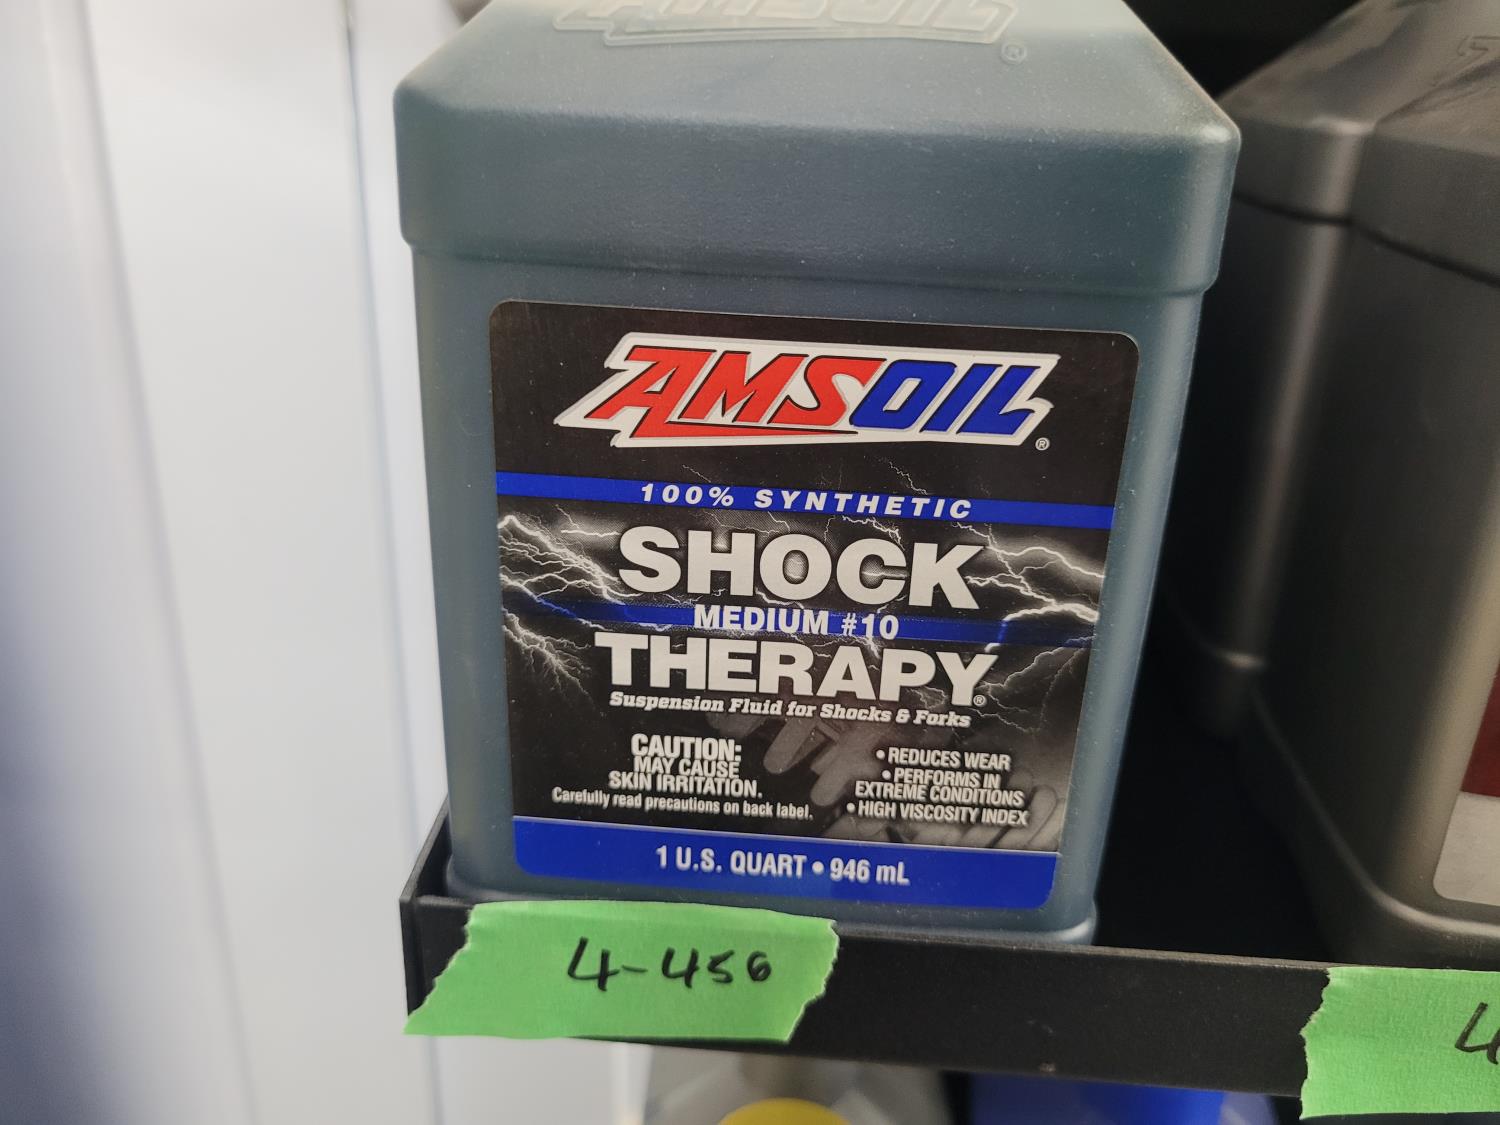 AMSOIL®
AMSOIL®
100% SYNTHETIC
SHOCK
MEDIUM #10
THERAPY®
Suspension Fluid for Shocks & Forks
CAUTION:
MAY CAUSE
SKIN IRRITATION.
Carefully read precautions on back label.
• REDUCES WEAR
• PERFORMS IN
EXTREME CONDITIONS
• HIGH VISCOSITY INDEX
1 U.S. QUART • 946 mL
4-456
4